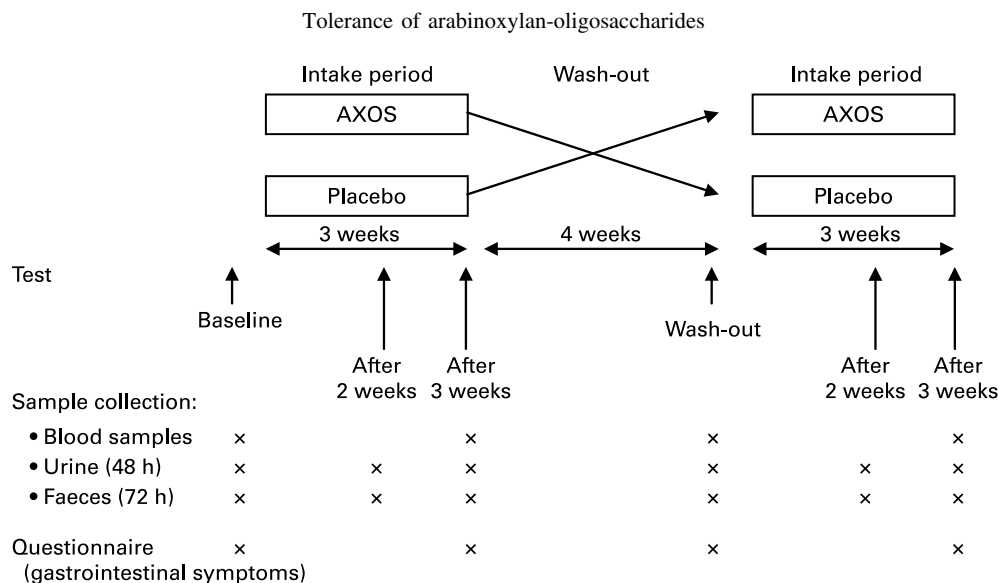 Tolerance of arabinoxylan-oligosaccharides
Intake period Wash-out Intake period
AXOS AXOS
Placebo Placebo
3 weeks 4 weeks 3 weeks
Test
Baseline
Wash-out
After After After After
2 weeks 3 weeks 2 weeks 3 weeks
Sample collection:
• Blood samples × × × ×
• Urine (48 h) × × × × × ×
• Faeces (72 h) × × × × × ×
Questionnaire × × × ×
(gastrointestinal symptoms)